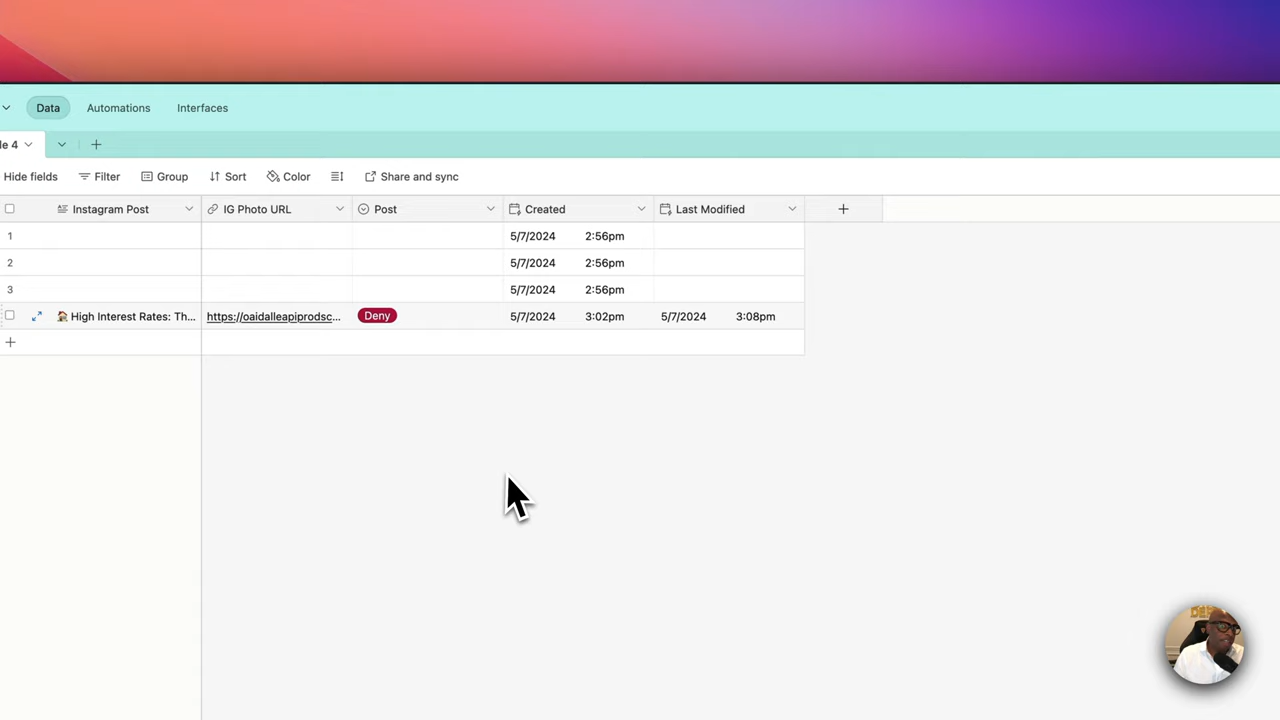 Data Automations Interfaces
le 4
Hide fields Filter Group Sort Color Share and sync
Instagram Post IG Photo URL Post Created Last Modified
1 5/7/2024 2:56pm
2 5/7/2024 2:56pm
3 5/7/2024 2:56pm
🏠 High Interest Rates: Th... https://oaidalleapiprodsc... Deny 5/7/2024 3:02pm 5/7/2024 3:08pm